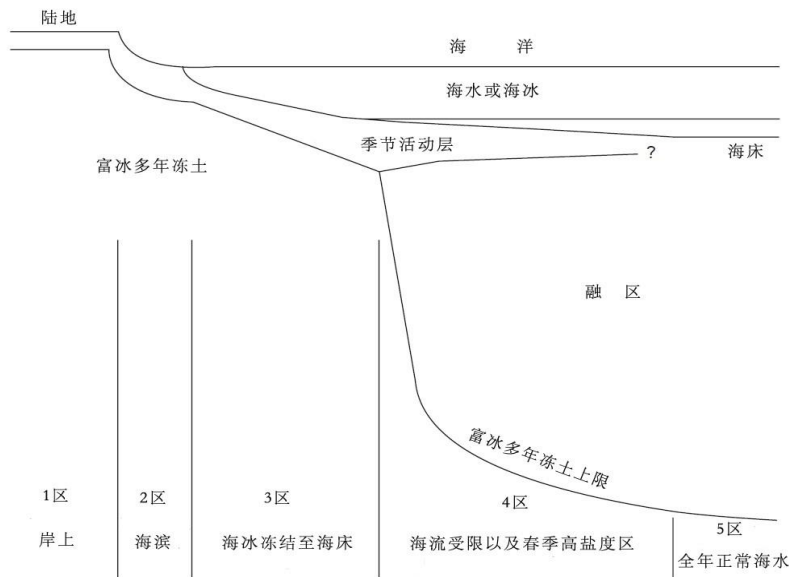 陆地
海 洋
海水或海冰
季节活动层
?
海床
富冰多年冻土
融 区
富冰多年冻土上限
1区
2区
3区
4区
5区
岸上
海滨
海冰冻结至海床
海流受限以及春季高盐度区
全年正常海水